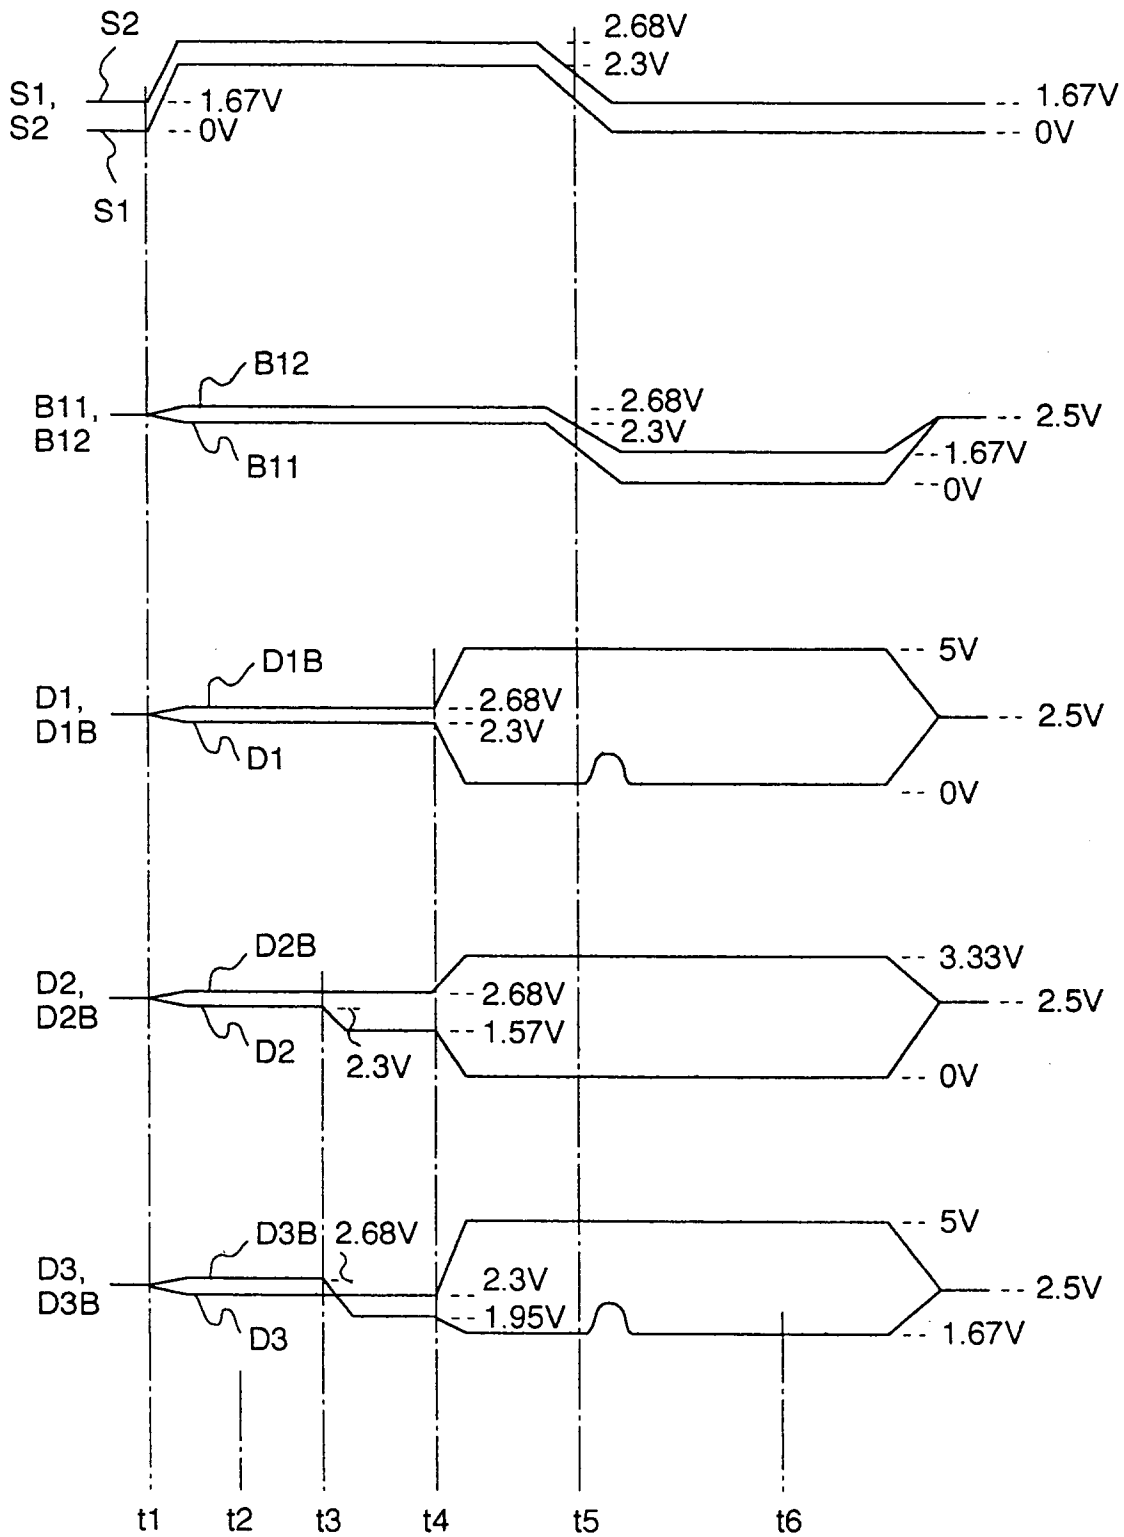 S2
2.68V
2.3V
S1,
S2
1.67V
0V
1.67V
0V
S1
B12
B11,
B12
2.68V
2.3V
2.5V
B11
1.67V
0V
D1B
5V
D1,
D1B
2.68V
2.3V
2.5V
D1
0V
D2B
3.33V
D2,
D2B
2.68V
2.5V
1.57V
D2
2.3V
0V
D3B
2.68V
5V
D3,
D3B
2.3V
2.5V
1.95V
D3
1.67V
t1 t2 t3 t4 t5 t6